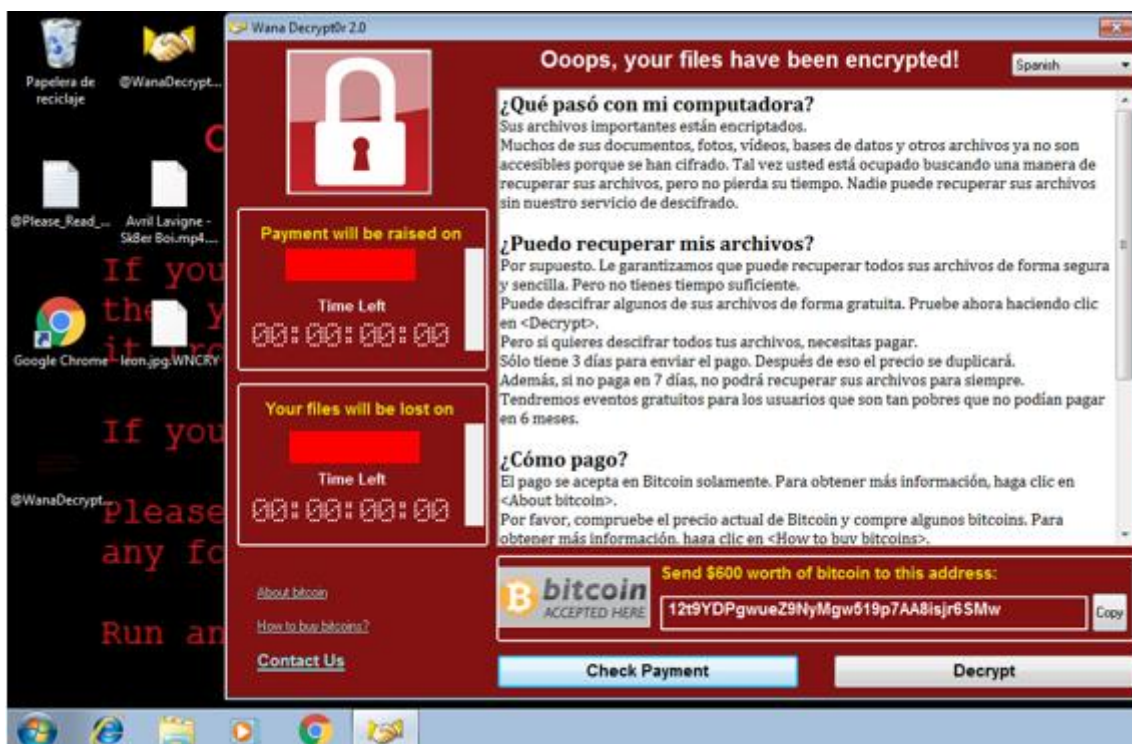 Wana Decrypt0r 2.0
Papelera de
reciclaje
@WanaDecrypt...
@Please_Read_...
Avril Lavigne -
Sk8er Boi.mp4....
Google Chrome
leon.jpg.WNCRY
@WanaDecrypt...
If you
the y
If you
Please
any fo
Run an
Ooops, your files have been encrypted!
Spanish
Payment will be raised on
Time Left
00:00:00:00
Your files will be lost on
Time Left
00:00:00:00
About bitcoin
How to buy bitcoins?
Contact Us
¿Qué pasó con mi computadora?
Sus archivos importantes están encriptados.
Muchos de sus documentos, fotos, vídeos, bases de datos y otros archivos ya no son
accesibles porque se han cifrado. Tal vez usted está ocupado buscando una manera de
recuperar sus archivos, pero no pierda su tiempo. Nadie puede recuperar sus archivos
sin nuestro servicio de descifrado.
¿Puedo recuperar mis archivos?
Por supuesto. Le garantizamos que puede recuperar todos sus archivos de forma segura
y sencilla. Pero no tienes tiempo suficiente.
Puede descifrar algunos de sus archivos de forma gratuita. Pruebe ahora haciendo clic
en <Decrypt>.
Pero si quieres descifrar todos tus archivos, necesitas pagar.
Sólo tiene 3 días para enviar el pago. Después de eso el precio se duplicará.
Además, si no paga en 7 días, no podrá recuperar sus archivos para siempre.
Tendremos eventos gratuitos para los usuarios que son tan pobres que no podían pagar
en 6 meses.
¿Cómo pago?
El pago se acepta en Bitcoin solamente. Para obtener más información, haga clic en
<About bitcoin>.
Por favor, compruebe el precio actual de Bitcoin y compre algunos bitcoins. Para
obtener más información, haga clic en <How to buy bitcoins>.
bitcoin
ACCEPTED HERE
Send $600 worth of bitcoin to this address:
12t9YDPgwueZ9NyMgw519p7AA8isjr6SMw
Copy
Check Payment
Decrypt